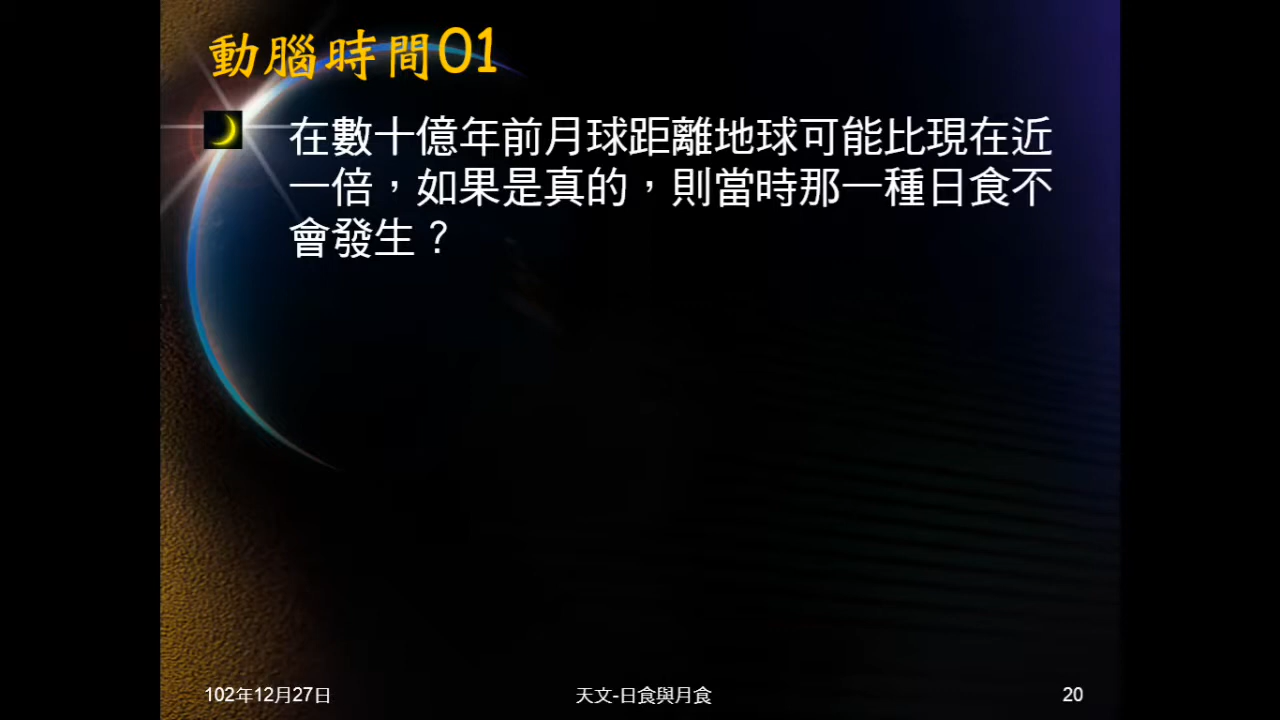 動腦時間01
在數十億年前月球距離地球可能比現在近
一倍，如果是真的，則當時那一種日食不
會發生？
102年12月27日
天文-日食與月食
20